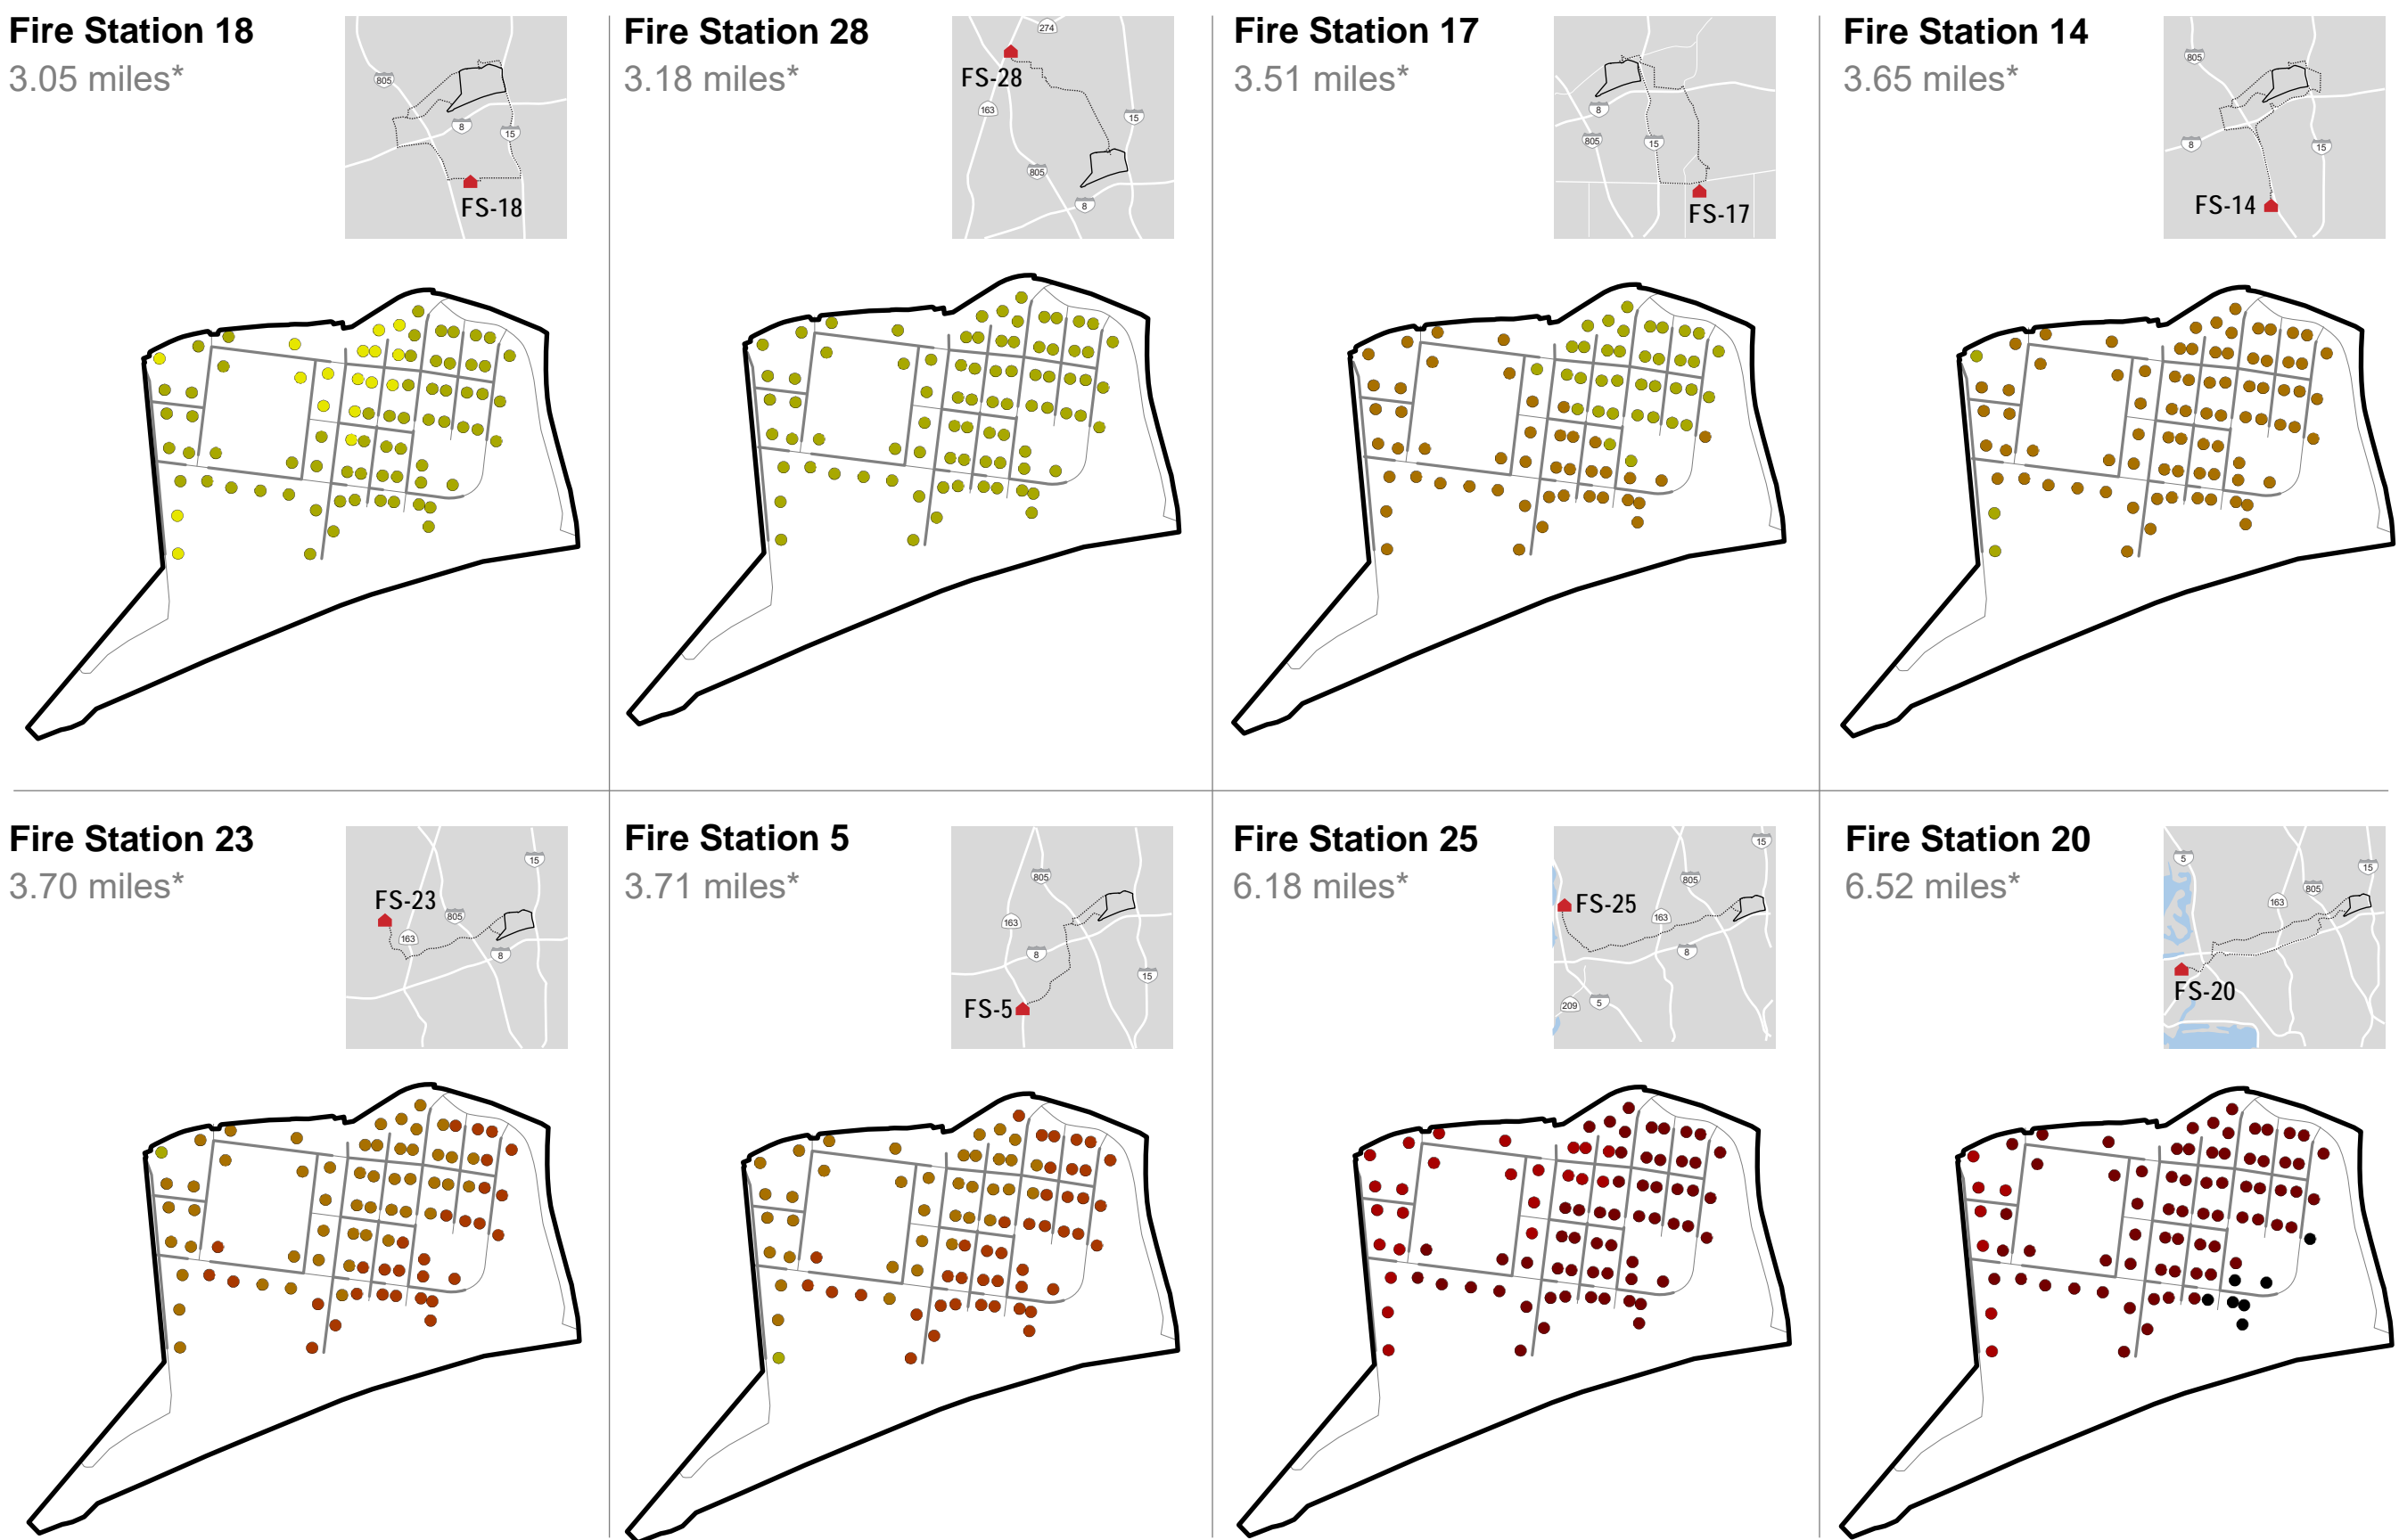 Fire Station 18
3.05 miles*
805
8
15
FS-18
Fire Station 28
3.18 miles*
274
FS-28
163
15
805
8
Fire Station 17
3.51 miles*
8
805
15
FS-17
Fire Station 14
3.65 miles*
805
8
15
FS-14
Fire Station 23
3.70 miles*
15
FS-23
805
163
8
Fire Station 5
3.71 miles*
805
163
8
15
FS-5
Fire Station 25
6.18 miles*
15
805
FS-25
163
8
209
5
Fire Station 20
6.52 miles*
5
15
805
163
FS-20